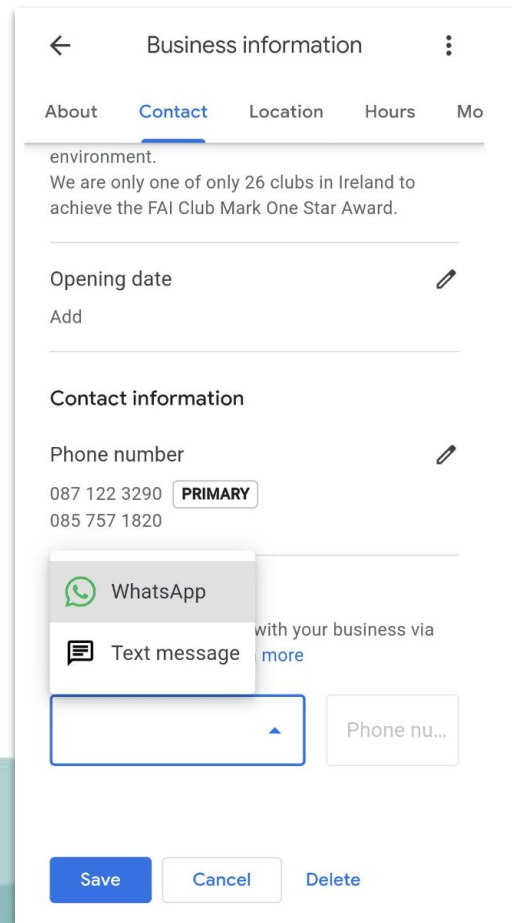 Business information
About Contact Location Hours Mo
environment.
We are only one of only 26 clubs in Ireland to
achieve the FAI Club Mark One Star Award.
Opening date
Add
Contact information
Phone number
087 122 3290 PRIMARY
085 757 1820
WhatsApp
with your business via
Text message
more
Phone nu...
Save Cancel Delete